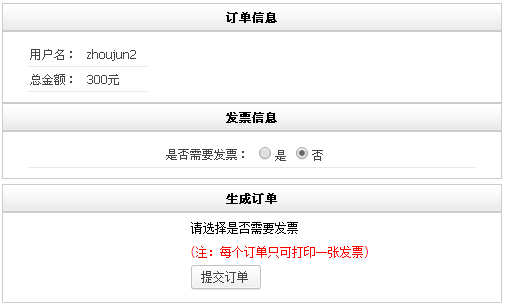 订单信息
用户名： zhoujun2
总金额： 300元
发票信息
是否需要发票： 是 否
生成订单
请选择是否需要发票
(注：每个订单只可打印一张发票)
提交订单